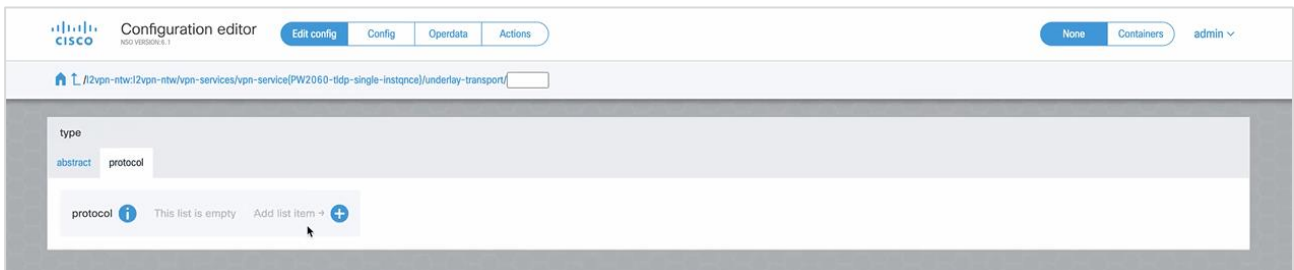 CISCO
Configuration editor
NSO VERSION: 6.1
Edit config Config Operdata Actions
None Containers admin
/l2vpn-ntw:l2vpn-ntw/vpn-services/vpn-service{PW2060-tldp-single-instqnce}/underlay-transport/
type
abstract protocol
protocol i This list is empty Add list item → +